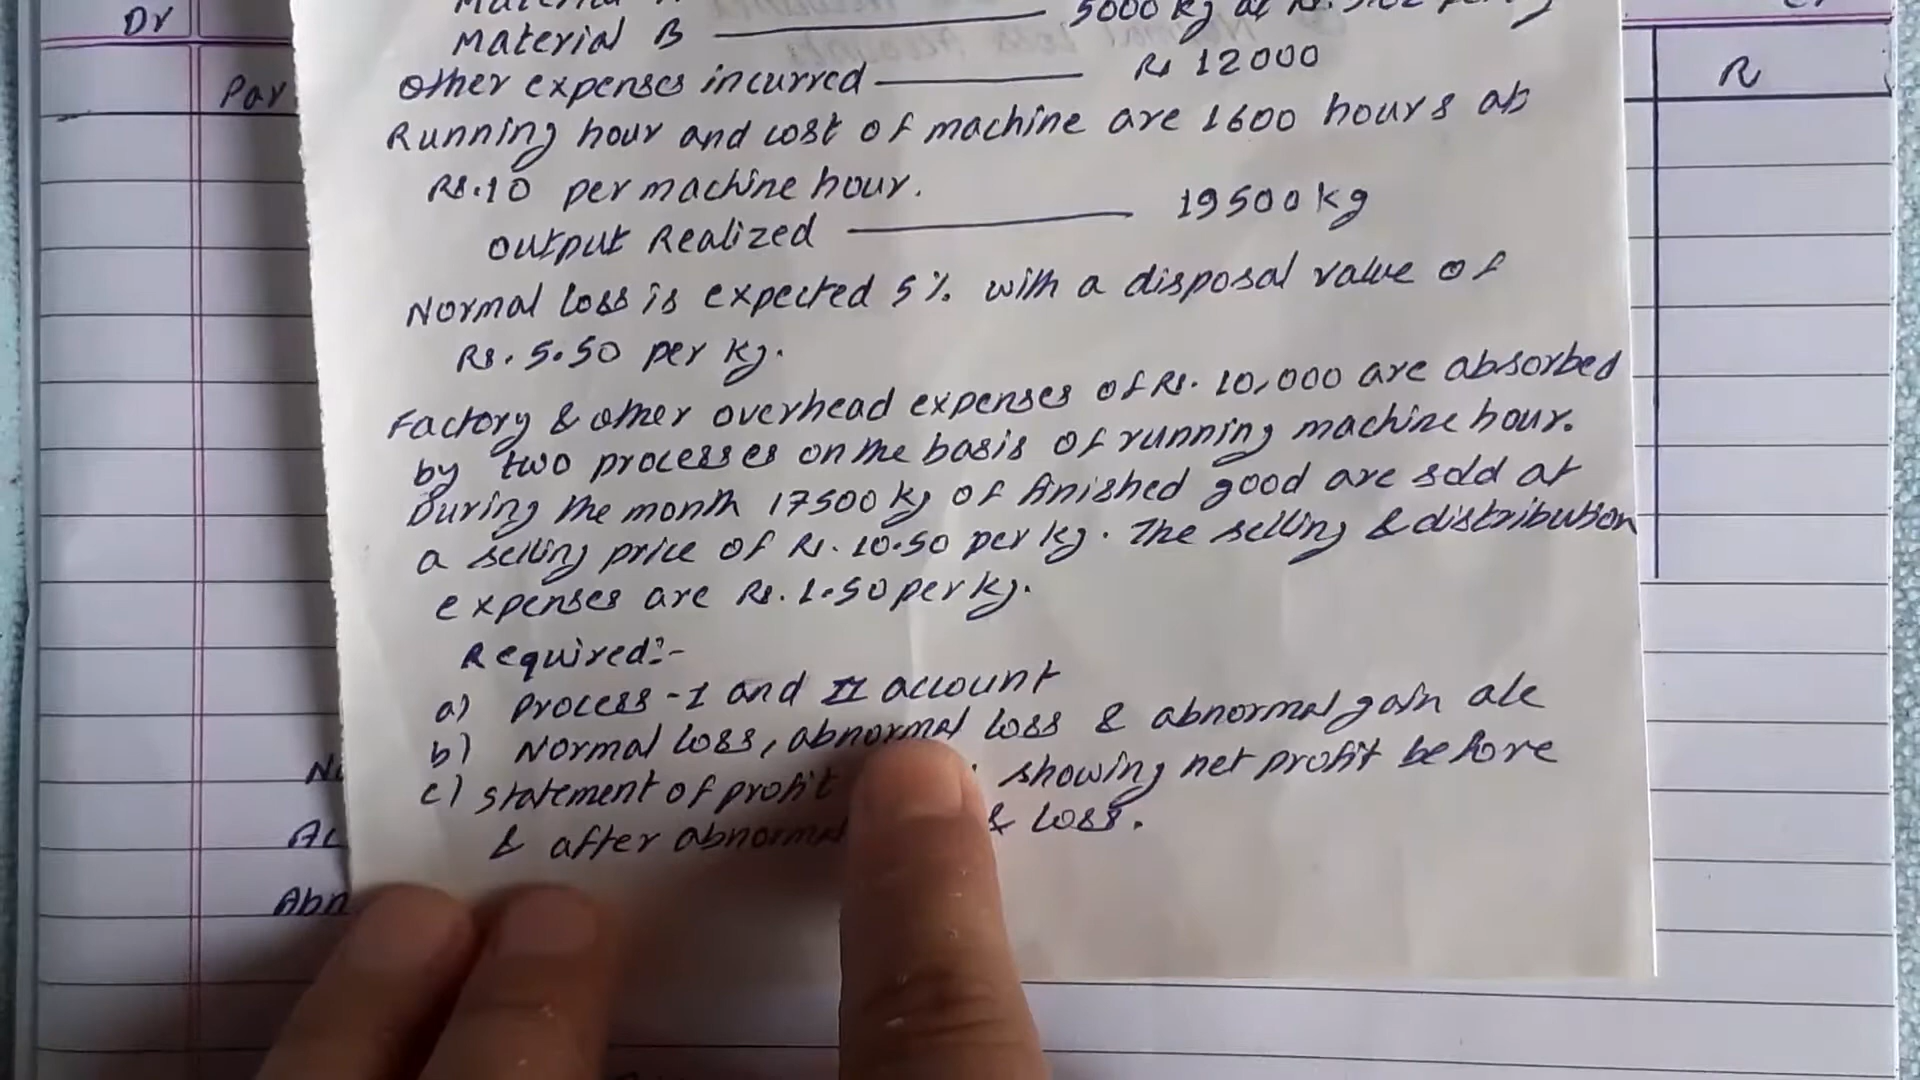 Dr
Par
R
Material B 5000 kg at Rs.
Other expenses incurred Rs 12000
Running hour and cost of machine are 1600 hours at
Rs.10 per machine hour.
Output Realized 19500 kg
Normal loss is expected 5% with a disposal value of
Rs. 5.50 per kg.
Factory & other overhead expenses of Rs. 10,000 are absorbed
by two processes on the basis of running machine hour.
During the month 17500 kg of finished good are sold at
a selling price of Rs. 10.50 per kg. The selling & distribution
expenses are Rs. 1.50 per kg.
Required:-
a) Process-I and II account
b) Normal loss, abnormal loss & abnormal gain a/c
c) Statement of profit showing net profit before
& after abnormal & loss.
Abn